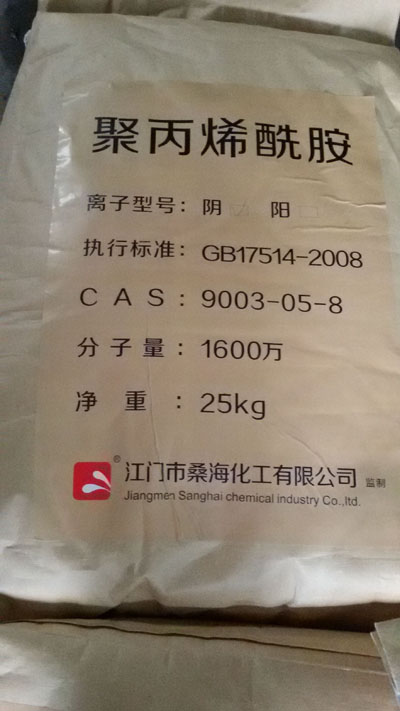 聚丙烯酰胺
离子型号：阴 阳
执行标准：GB17514-2008
CAS：9003-05-8
分子量：1600万
净重：25kg
®江门市桑海化工有限公司 监制
Jiangmen Sanghai chemical industry Co.,ltd.